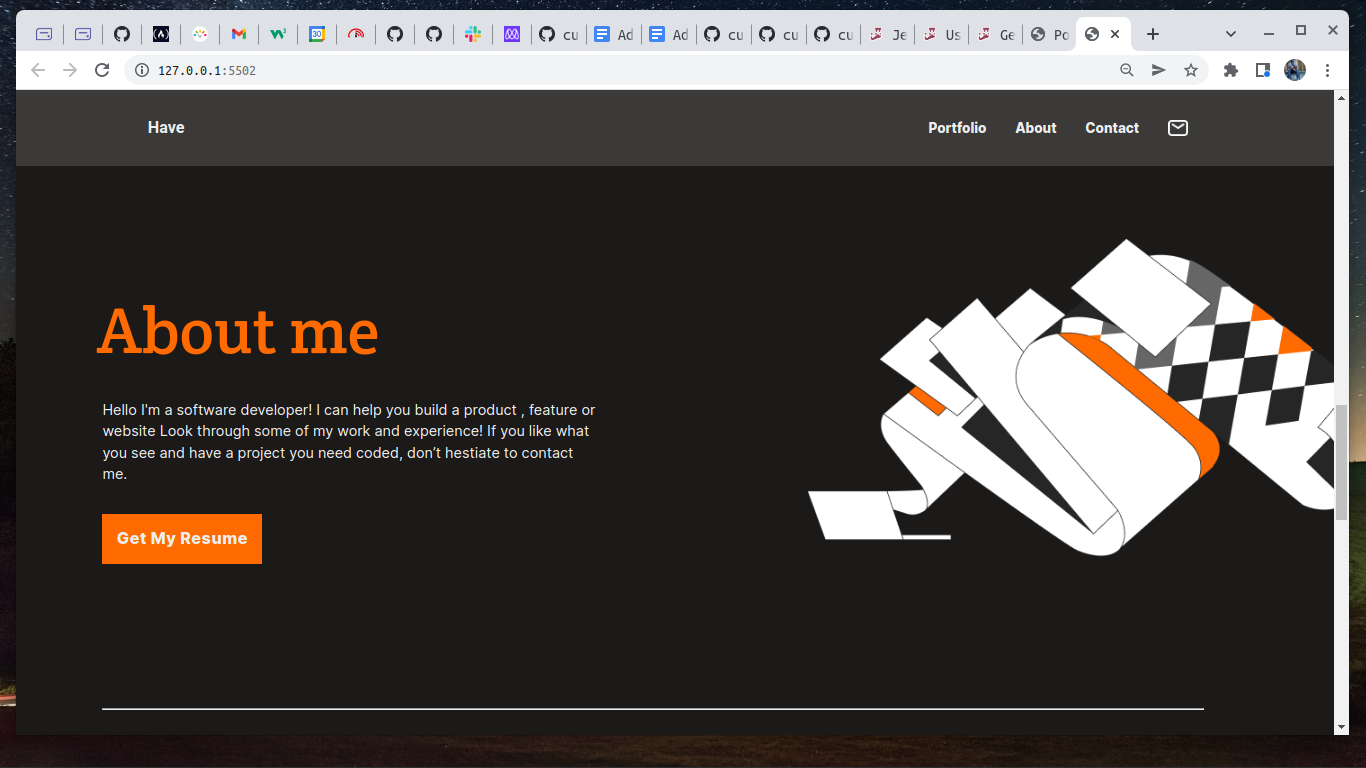 30 cu Ad Ad cu cu cu Je Us Ge Po
127.0.0.1:5502
Have Portfolio About Contact
About me
Hello I'm a software developer! I can help you build a product , feature or
website Look through some of my work and experience! If you like what
you see and have a project you need coded, don’t hestiate to contact
me.
Get My Resume